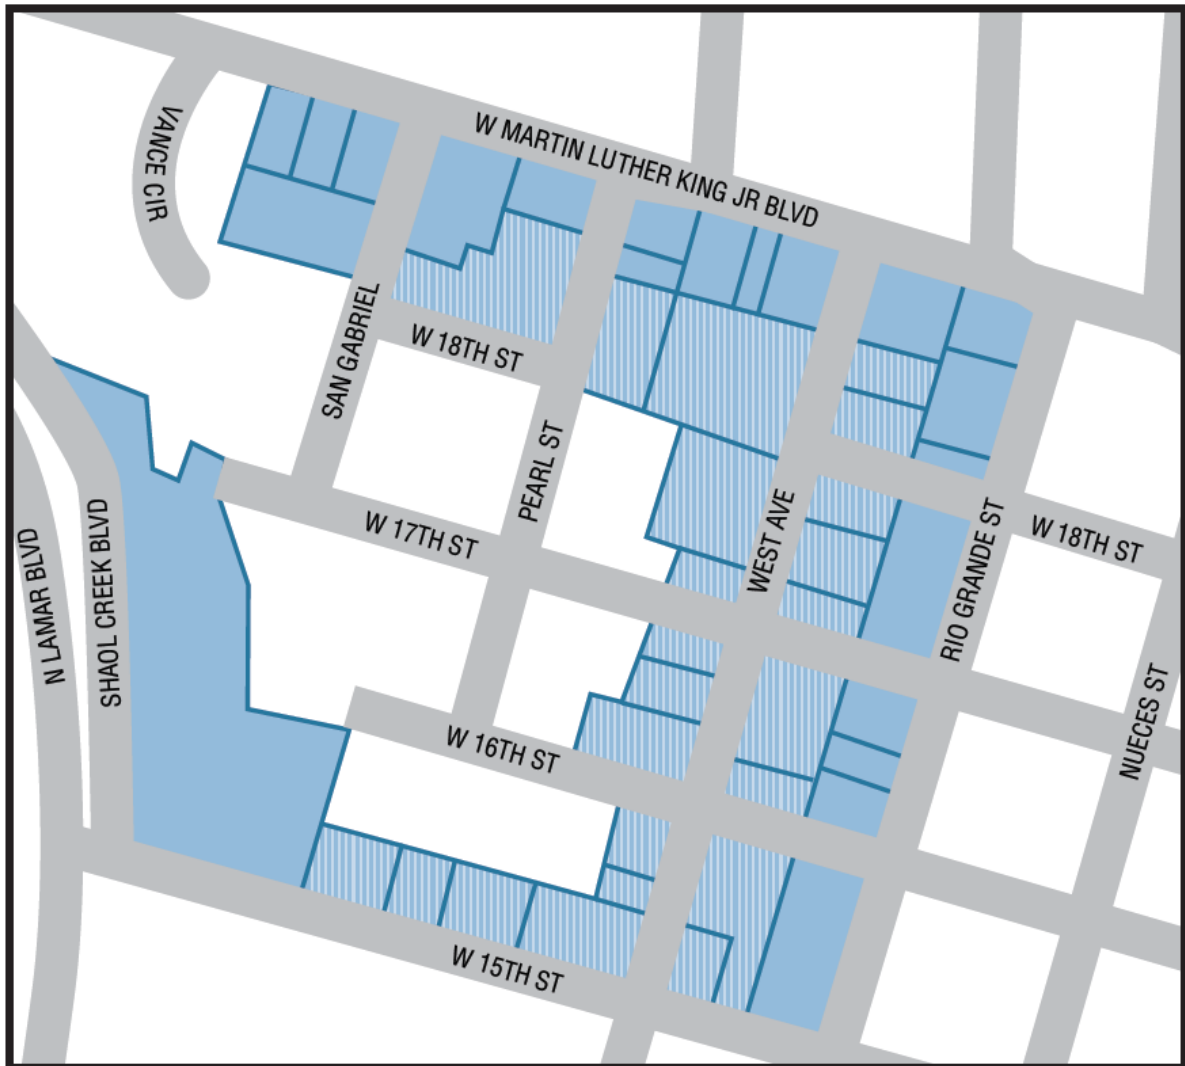 VANCE CIR
W MARTIN LUTHER KING JR BLVD
SAN GABRIEL
W 18TH ST
PEARL ST
W 17TH ST
WEST AVE
W 18TH ST
RIO GRANDE ST
N LAMAR BLVD
SHAOL CREEK BLVD
W 16TH ST
NUECES ST
W 15TH ST